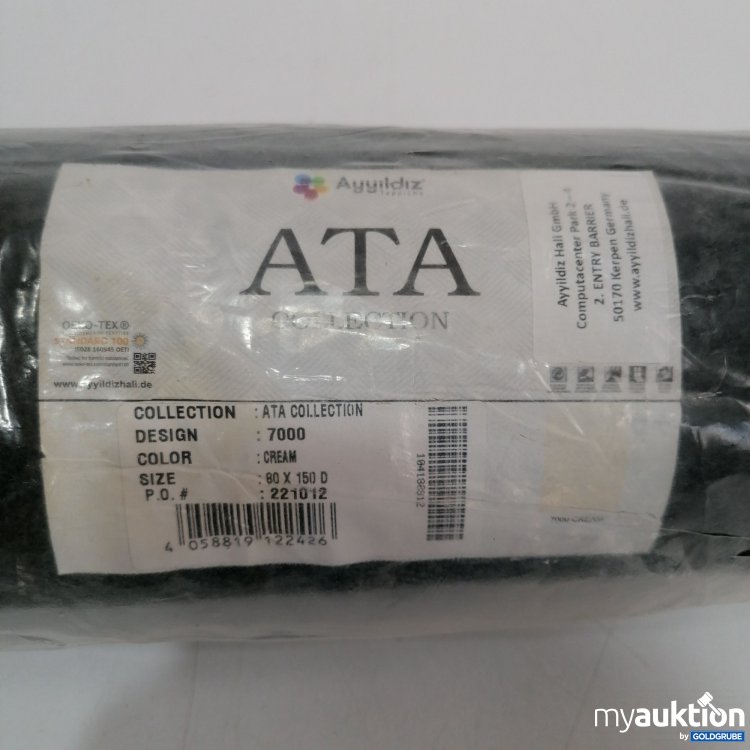 Ayyildiz
ATA
COLLECTION
Ayyildiz Hali GmbH
Computacenter Park 2 – 4
2. ENTRY BARRIER
50170 Kerpen Germany
www.ayyildizhali.de
OEKO-TEX®
STANDARD 100
www.ayyildizhali.de
COLLECTION : ATA COLLECTION
DESIGN : 7000
COLOR : CREAM
SIZE : 80 X 150 D
P.O. # : 221012
4 058819 122426
7000-CREAM
myauktion
by GOLDGRUBE